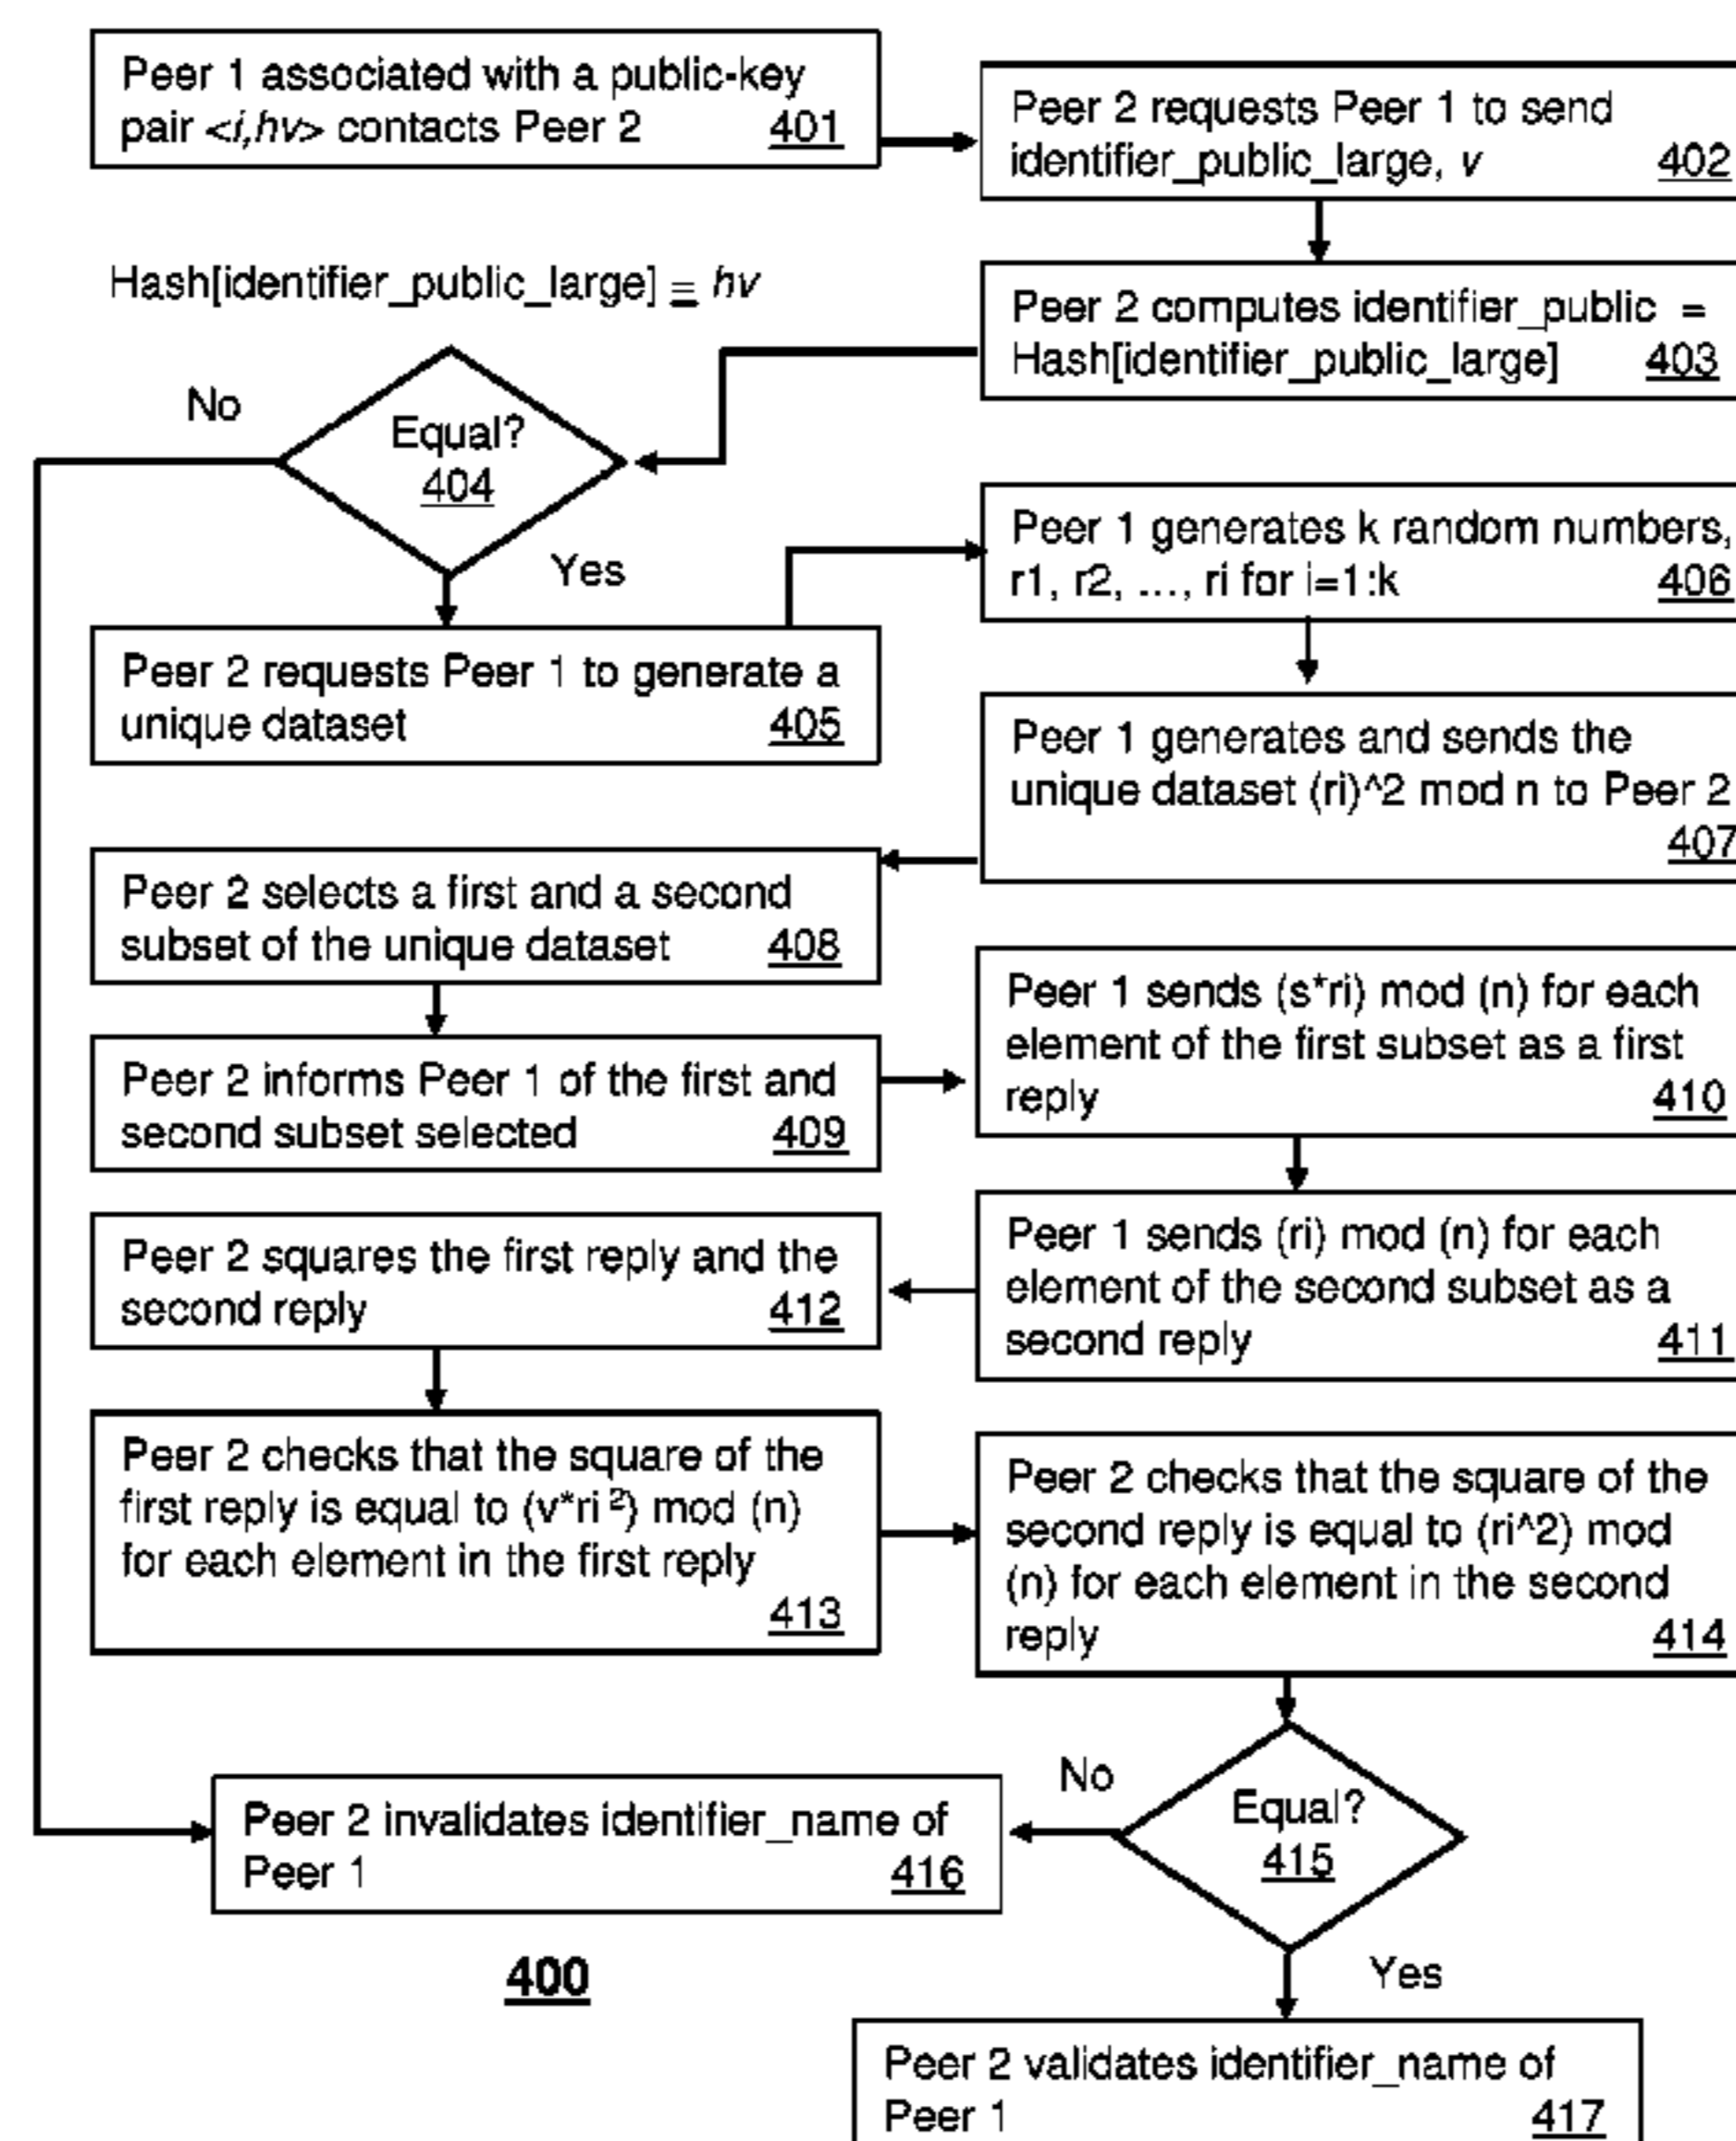 Peer 1 associated with a public-key
pair <i,hv> contacts Peer 2 401
Peer 2 requests Peer 1 to send
identifier_public_large, v 402
Hash[identifier_public_large] = hv
Peer 2 computes identifier_public =
Hash[identifier_public_large] 403
No
Equal?
404
Yes
Peer 2 requests Peer 1 to generate a
unique dataset 405
Peer 1 generates k random numbers,
r1, r2, ..., ri for i=1:k 406
Peer 1 generates and sends the
unique dataset (ri)^2 mod n to Peer 2
407
Peer 2 selects a first and a second
subset of the unique dataset 408
Peer 2 informs Peer 1 of the first and
second subset selected 409
Peer 1 sends (s*ri) mod (n) for each
element of the first subset as a first
reply 410
Peer 1 sends (ri) mod (n) for each
element of the second subset as a
second reply 411
Peer 2 squares the first reply and the
second reply 412
Peer 2 checks that the square of the
first reply is equal to (v*ri²) mod (n)
for each element in the first reply
413
Peer 2 checks that the square of the
second reply is equal to (ri^2) mod
(n) for each element in the second
reply 414
Equal?
415
No
Peer 2 invalidates identifier_name of
Peer 1 416
Yes
400
Peer 2 validates identifier_name of
Peer 1 417